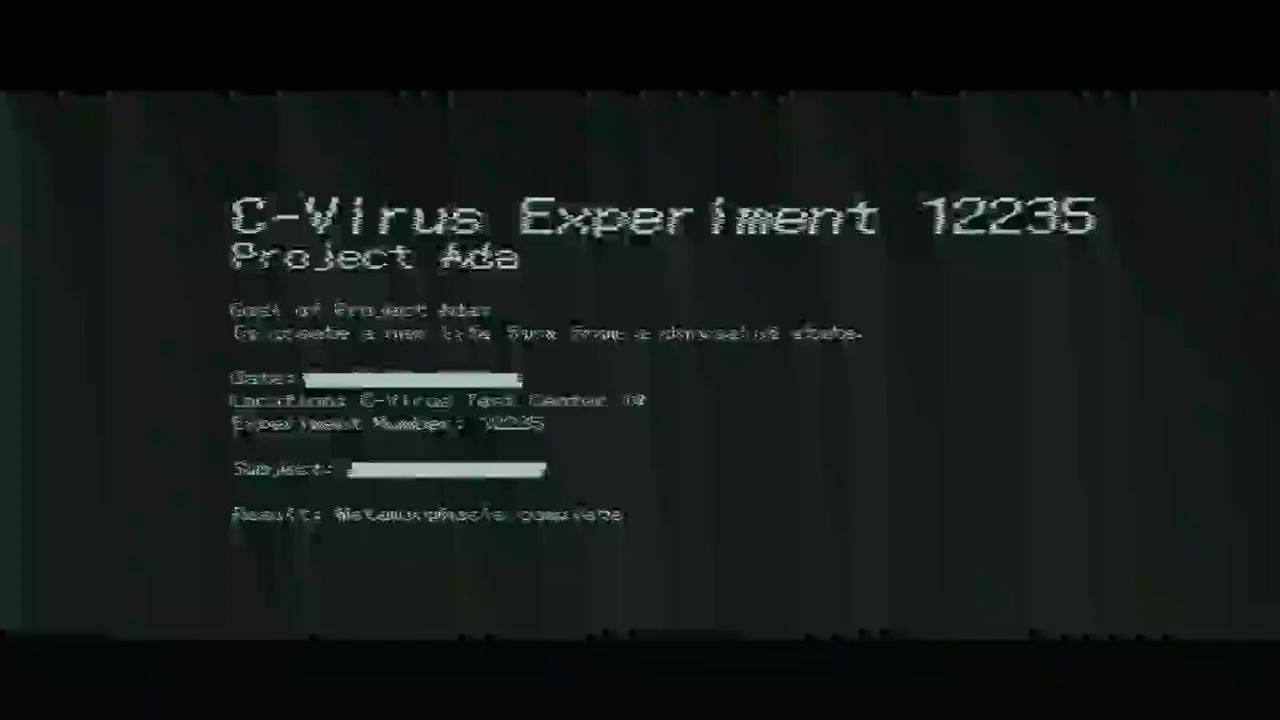 C-Virus Experiment 12235
Project Ada
Goal of Project Ada:
To create a new life form from a chrysalid state.
Date:
Location: C-Virus Test Center
Experiment Number: 12235
Subject:
Result: Metamorphosis complete